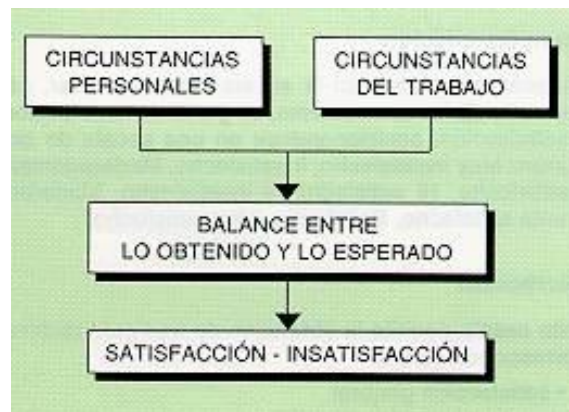 CIRCUNSTANCIAS
PERSONALES
CIRCUNSTANCIAS
DEL TRABAJO
BALANCE ENTRE
LO OBTENIDO Y LO ESPERADO
SATISFACCIÓN - INSATISFACCIÓN